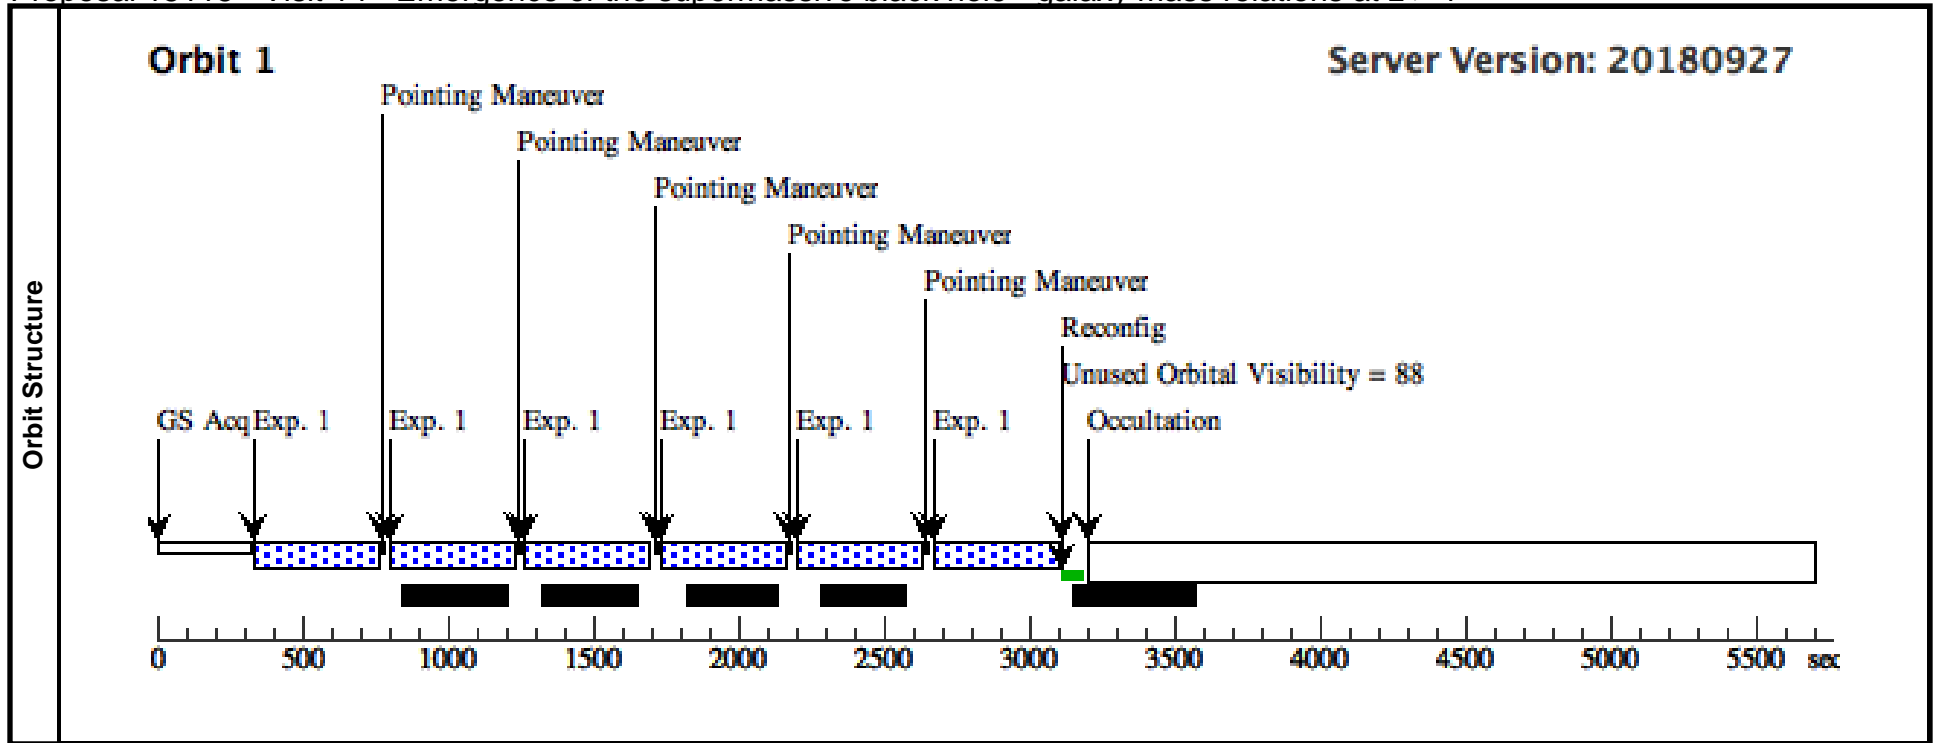 Orbit Structure
Orbit 1
Server Version: 20180927
Pointing Maneuver
Pointing Maneuver
Pointing Maneuver
Pointing Maneuver
Pointing Maneuver
Reconfig
Unused Orbital Visibility = 88
GS Acq Exp. 1 Exp. 1 Exp. 1 Exp. 1 Exp. 1 Exp. 1 Occultation
0 500 1000 1500 2000 2500 3000 3500 4000 4500 5000 5500 sec